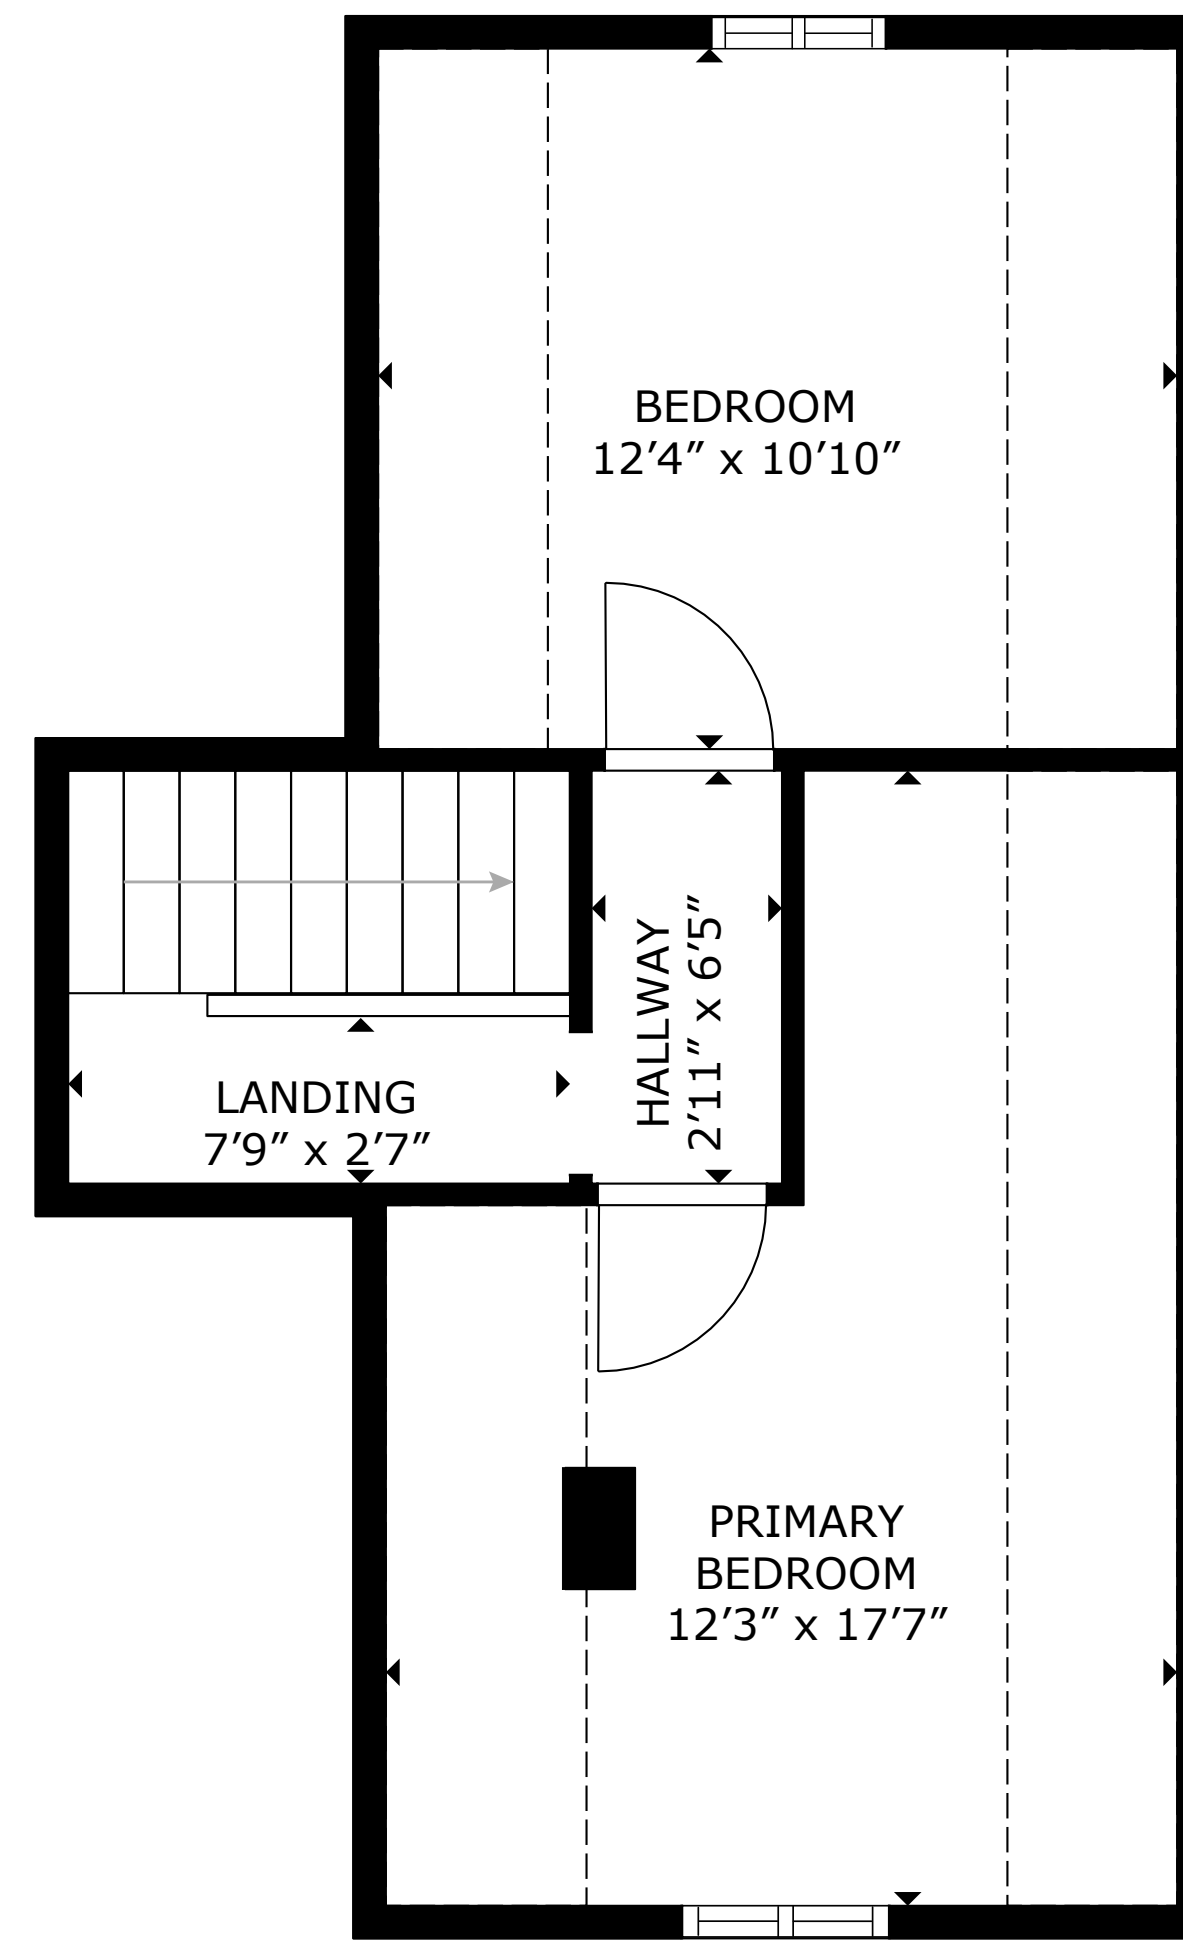 BEDROOM
12′4″ x 10′10″
HALLWAY
2′11″ x 6′5″
LANDING
7′9″ x 2′7″
PRIMARY
BEDROOM
12′3″ x 17′7″